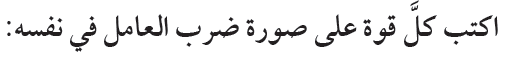 اكتب كلَّ قوة على صورة ضرب العامل في نفسه: